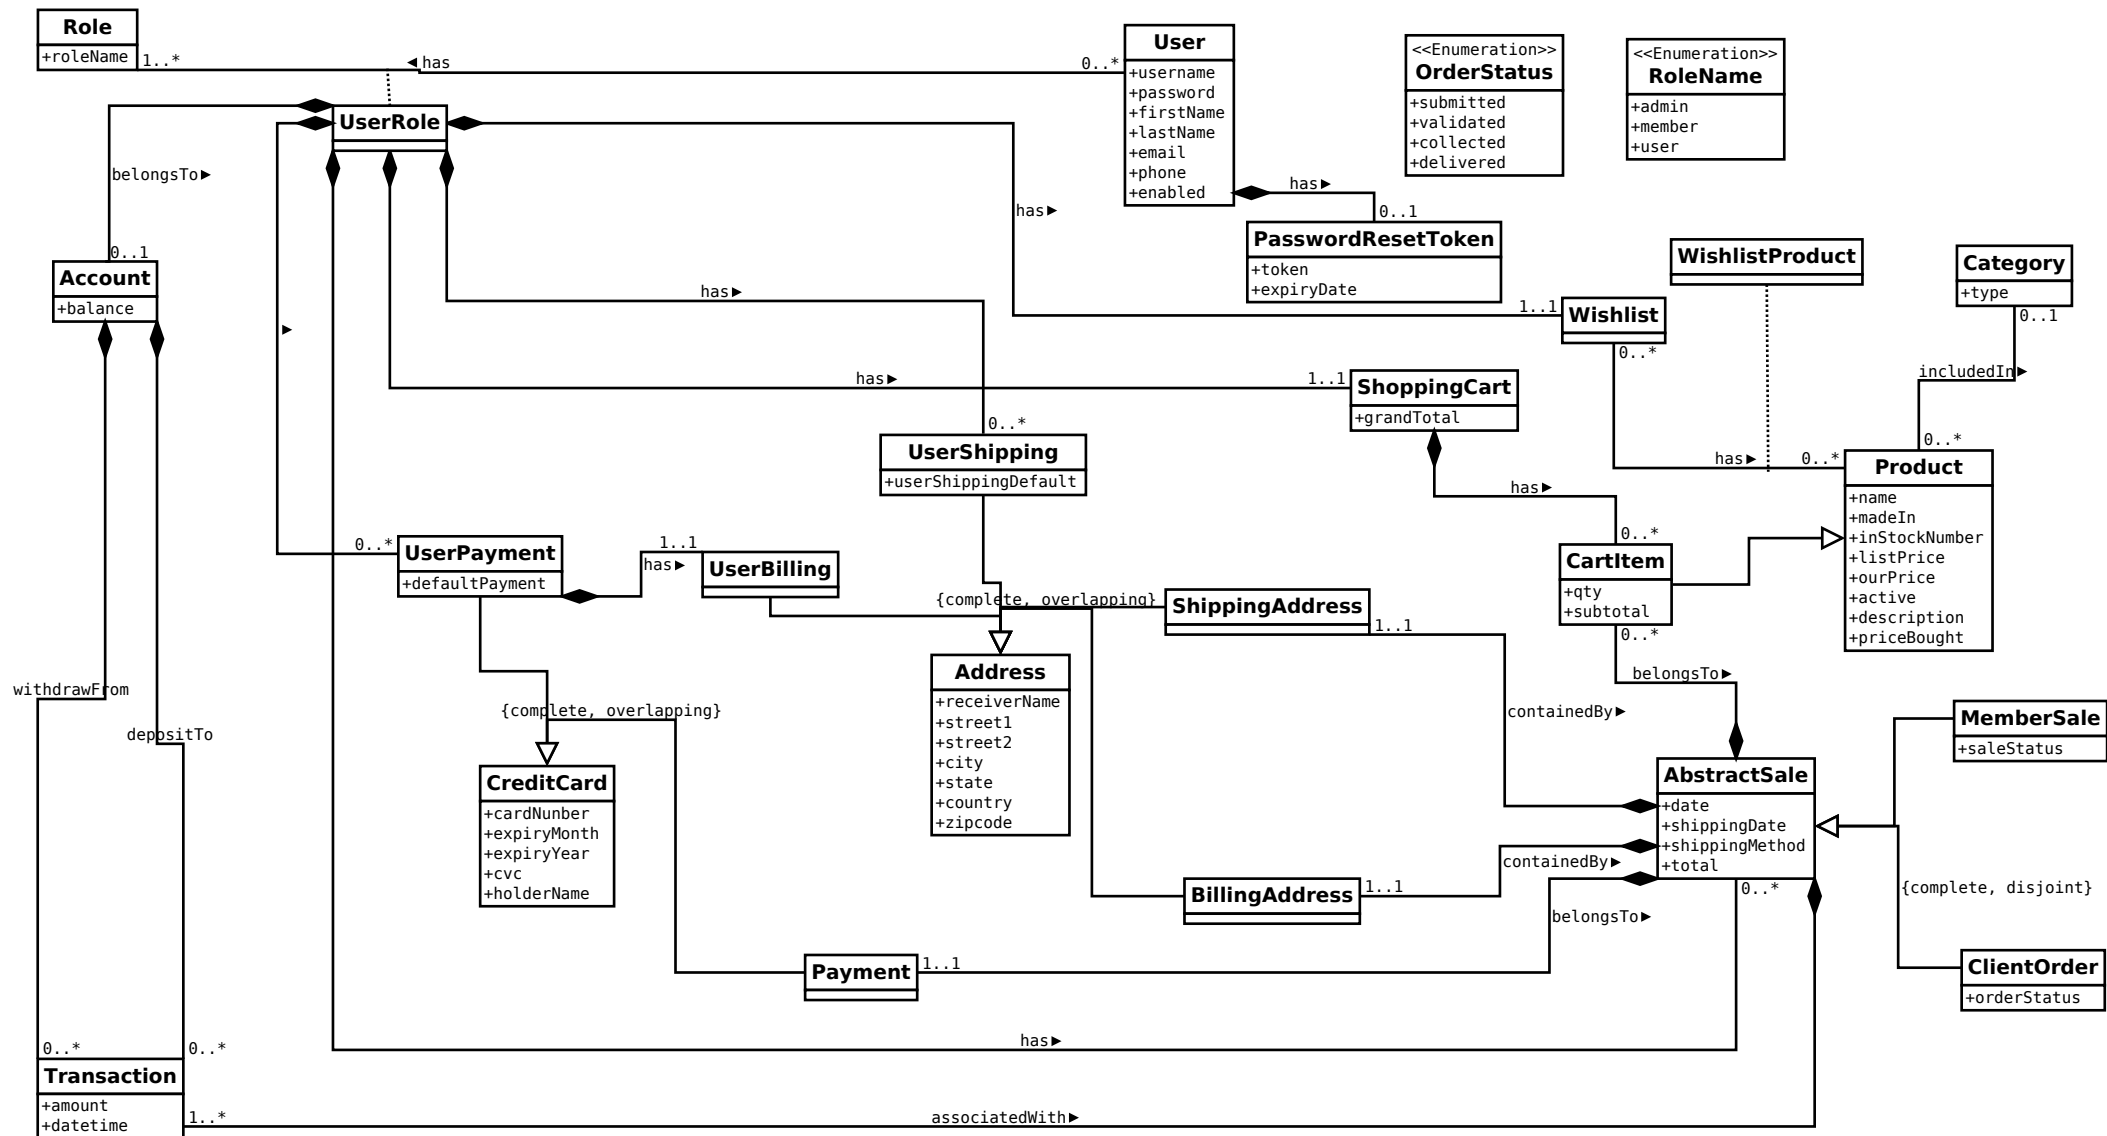 Role
+roleName
1..*
◄ has
0..*
User
+username
+password
+firstName
+lastName
+email
+phone
+enabled
<<Enumeration>>
OrderStatus
+submitted
+validated
+collected
+delivered
<<Enumeration>>
RoleName
+admin
+member
+user
UserRole
belongsTo►
0..1
has►
has►
0..1
PasswordResetToken
+token
+expiryDate
WishlistProduct
Category
+type
0..1
Account
+balance
►
has►
1..1
Wishlist
0..*
includedIn►
0..*
has►
1..1
ShoppingCart
+grandTotal
0..*
UserShipping
+userShippingDefault
has►
0..*
Product
+name
+madeIn
+inStockNumber
+listPrice
+ourPrice
+active
+description
+priceBought
has►
0..*
CartItem
+qty
+subtotal
0..*
0..*
UserPayment
+defaultPayment
1..1
has►
UserBilling
{complete, overlapping}
ShippingAddress
1..1
Address
+receiverName
+street1
+street2
+city
+state
+country
+zipcode
belongsTo►
containedBy►
withdrawFrom
depositTo
{complete, overlapping}
CreditCard
+cardNunber
+expiryMonth
+expiryYear
+cvc
+holderName
MemberSale
+saleStatus
AbstractSale
+date
+shippingDate
+shippingMethod
+total
0..*
containedBy►
{complete, disjoint}
BillingAddress
1..1
belongsTo►
Payment
1..1
ClientOrder
+orderStatus
has►
0..*
0..*
Transaction
+amount
+datetime
1..*
associatedWith►